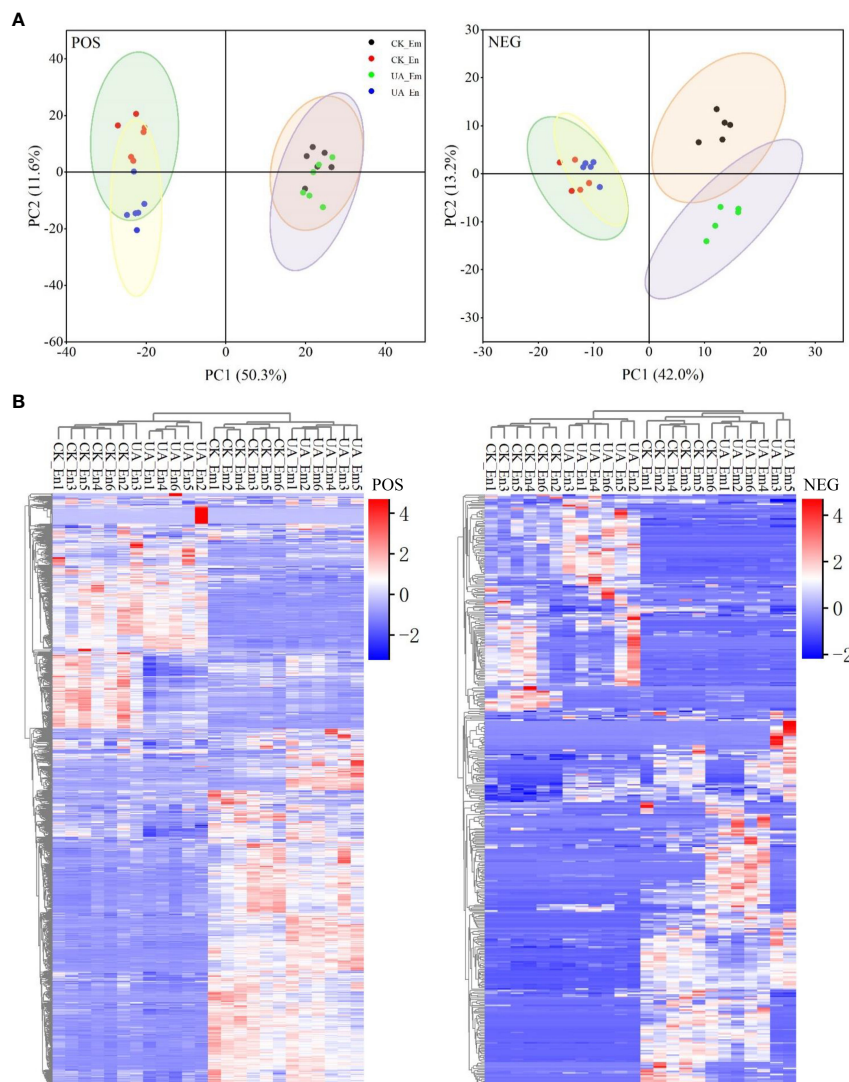 A
POS
CK_Em
CK_En
UA_Em
UA_En
40
20
0
-20
-40
-60
PC2 (11.6%)
-40
-20
0
20
40
PC1 (50.3%)
NEG
30
20
10
0
-10
-20
-30
PC2 (13.2%)
-30
-20
-10
0
10
20
30
PC1 (42.0%)
B
CK_En1
CK_En3
CK_En5
CK_En4
CK_En6
CK_En2
UA_En3
UA_En1
UA_En4
UA_En6
UA_En5
UA_En2
CK_Em1
CK_Em2
CK_Em4
CK_Em3
CK_Em5
CK_Em6
UA_Em1
UA_Em2
UA_Em6
UA_Em4
UA_Em3
UA_Em5
POS
4
2
0
-2
CK_En1
CK_En3
CK_En5
CK_En4
CK_En6
CK_En2
UA_En3
UA_En1
UA_En4
UA_En6
UA_En5
UA_En2
CK_Em1
CK_Em2
CK_Em4
CK_Em3
CK_Em5
CK_Em6
UA_Em1
UA_Em2
UA_Em6
UA_Em4
UA_Em3
UA_Em5
NEG
4
2
0
-2